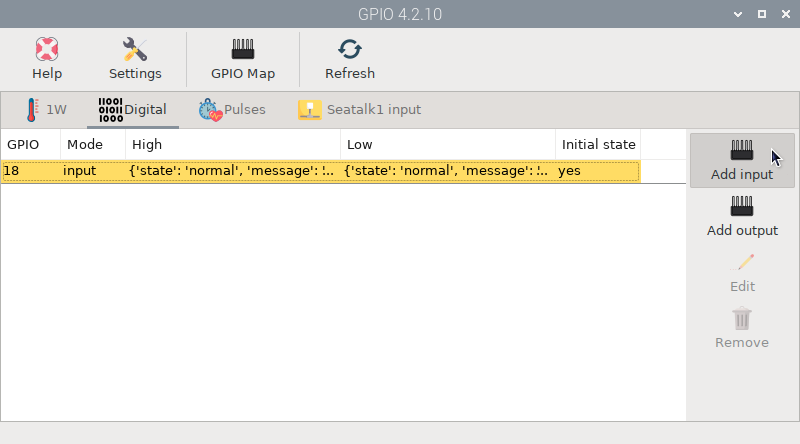 GPIO 4.2.10
Help Settings GPIO Map Refresh
1W Digital Pulses Seatalk1 input
GPIO Mode High Low Initial state
18 input {'state': 'normal', 'message': '.. {'state': 'normal', 'message': '.. yes
Add input
Add output
Edit
Remove